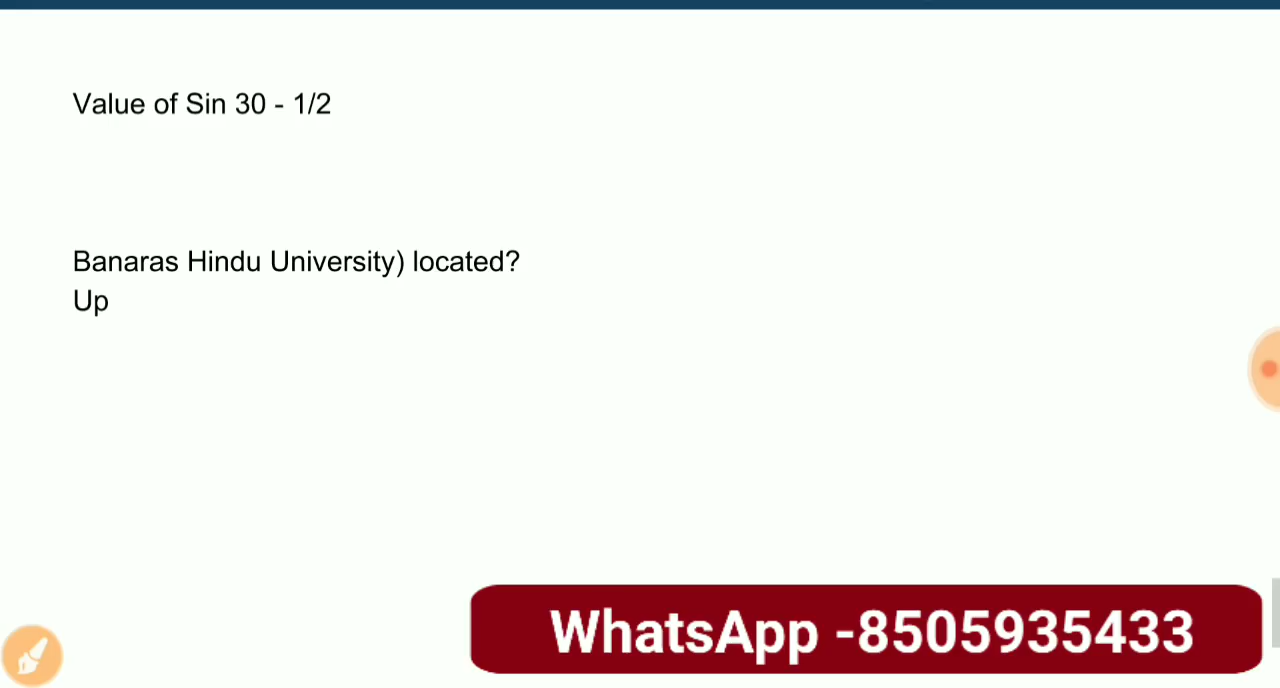 Value of Sin 30 - 1/2
Banaras Hindu University) located?
Up
WhatsApp -8505935433